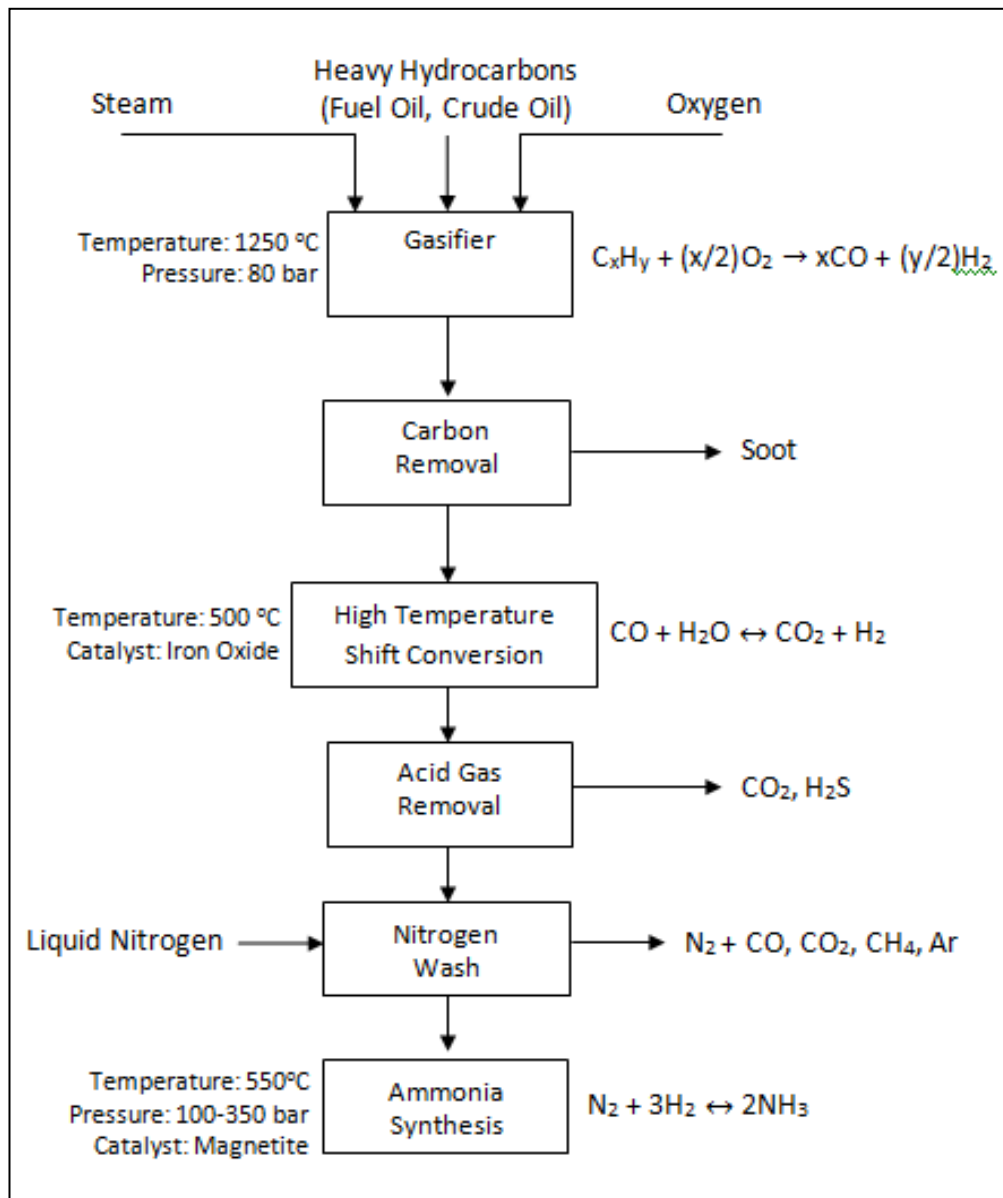 Heavy Hydrocarbons
(Fuel Oil, Crude Oil)
Steam
Oxygen
Gasifier
Temperature: 1250 °C
Pressure: 80 bar
CₓHᵧ + (x/2)O₂ → xCO + (y/2)H₂
Carbon
Removal
Soot
Temperature: 500 °C
Catalyst: Iron Oxide
High Temperature
Shift Conversion
CO + H₂O ↔ CO₂ + H₂
Acid Gas
Removal
CO₂, H₂S
Liquid Nitrogen
Nitrogen
Wash
N₂ + CO, CO₂, CH₄, Ar
Temperature: 550°C
Pressure: 100-350 bar
Catalyst: Magnetite
Ammonia
Synthesis
N₂ + 3H₂ ↔ 2NH₃